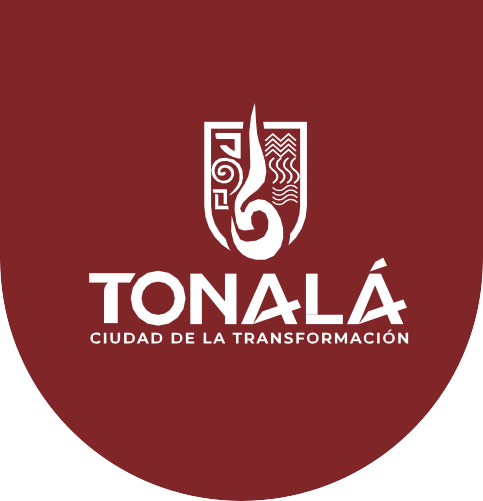 TONALÁ
CIUDAD DE LA TRANSFORMACIÓN